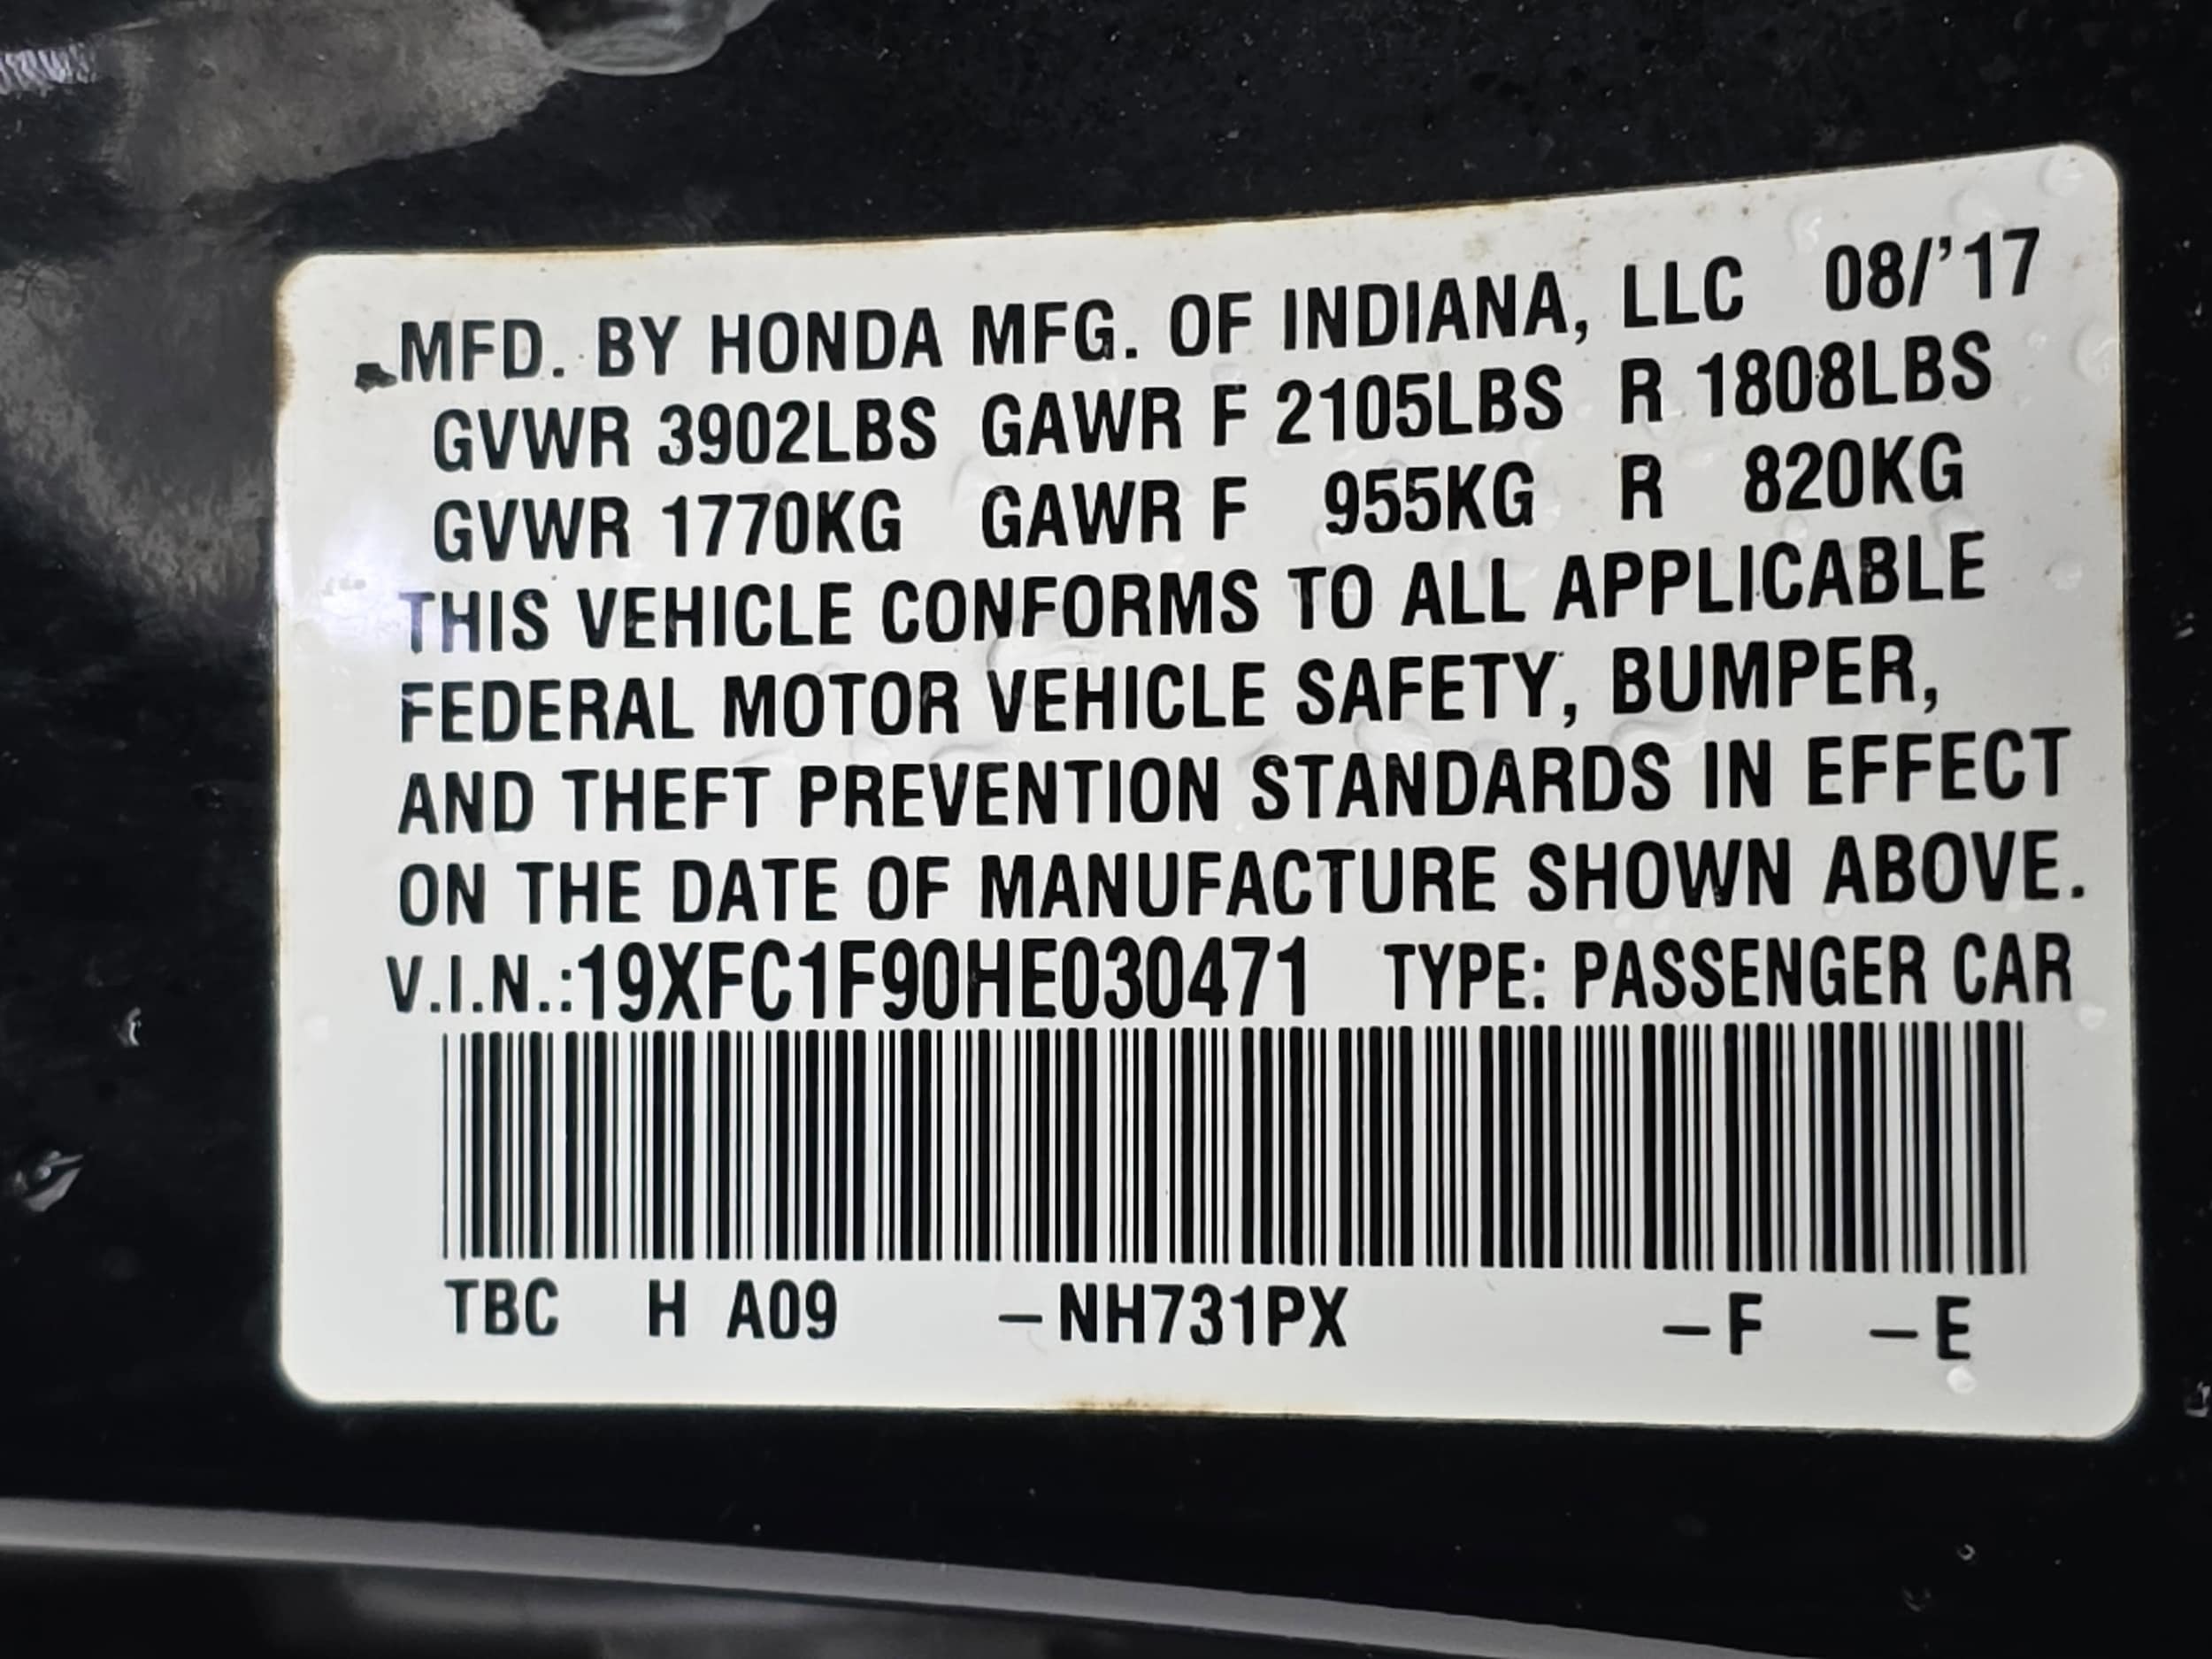 MFD. BY HONDA MFG. OF INDIANA, LLC 08/'17
GVWR 3902LBS GAWR F 2105LBS R 1808LBS
GVWR 1770KG GAWR F 955KG R 820KG
THIS VEHICLE CONFORMS TO ALL APPLICABLE
FEDERAL MOTOR VEHICLE SAFETY, BUMPER,
AND THEFT PREVENTION STANDARDS IN EFFECT
ON THE DATE OF MANUFACTURE SHOWN ABOVE.
V.I.N.:19XFC1F90HE030471 TYPE: PASSENGER CAR
TBC H A09 –NH731PX –F –E